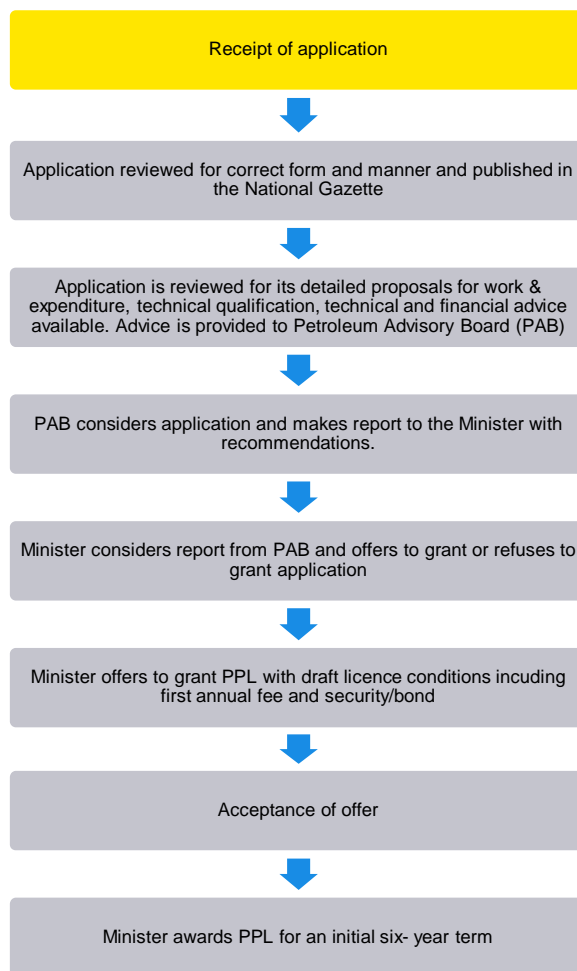 Receipt of application
Application reviewed for correct form and manner and published in
the National Gazette
Application is reviewed for its detailed proposals for work &
expenditure, technical qualification, technical and financial advice
available. Advice is provided to Petroleum Advisory Board (PAB)
PAB considers application and makes report to the Minister with
recommendations.
Minister considers report from PAB and offers to grant or refuses to
grant application
Minister offers to grant PPL with draft licence conditions incuding
first annual fee and security/bond
Acceptance of offer
Minister awards PPL for an initial six- year term